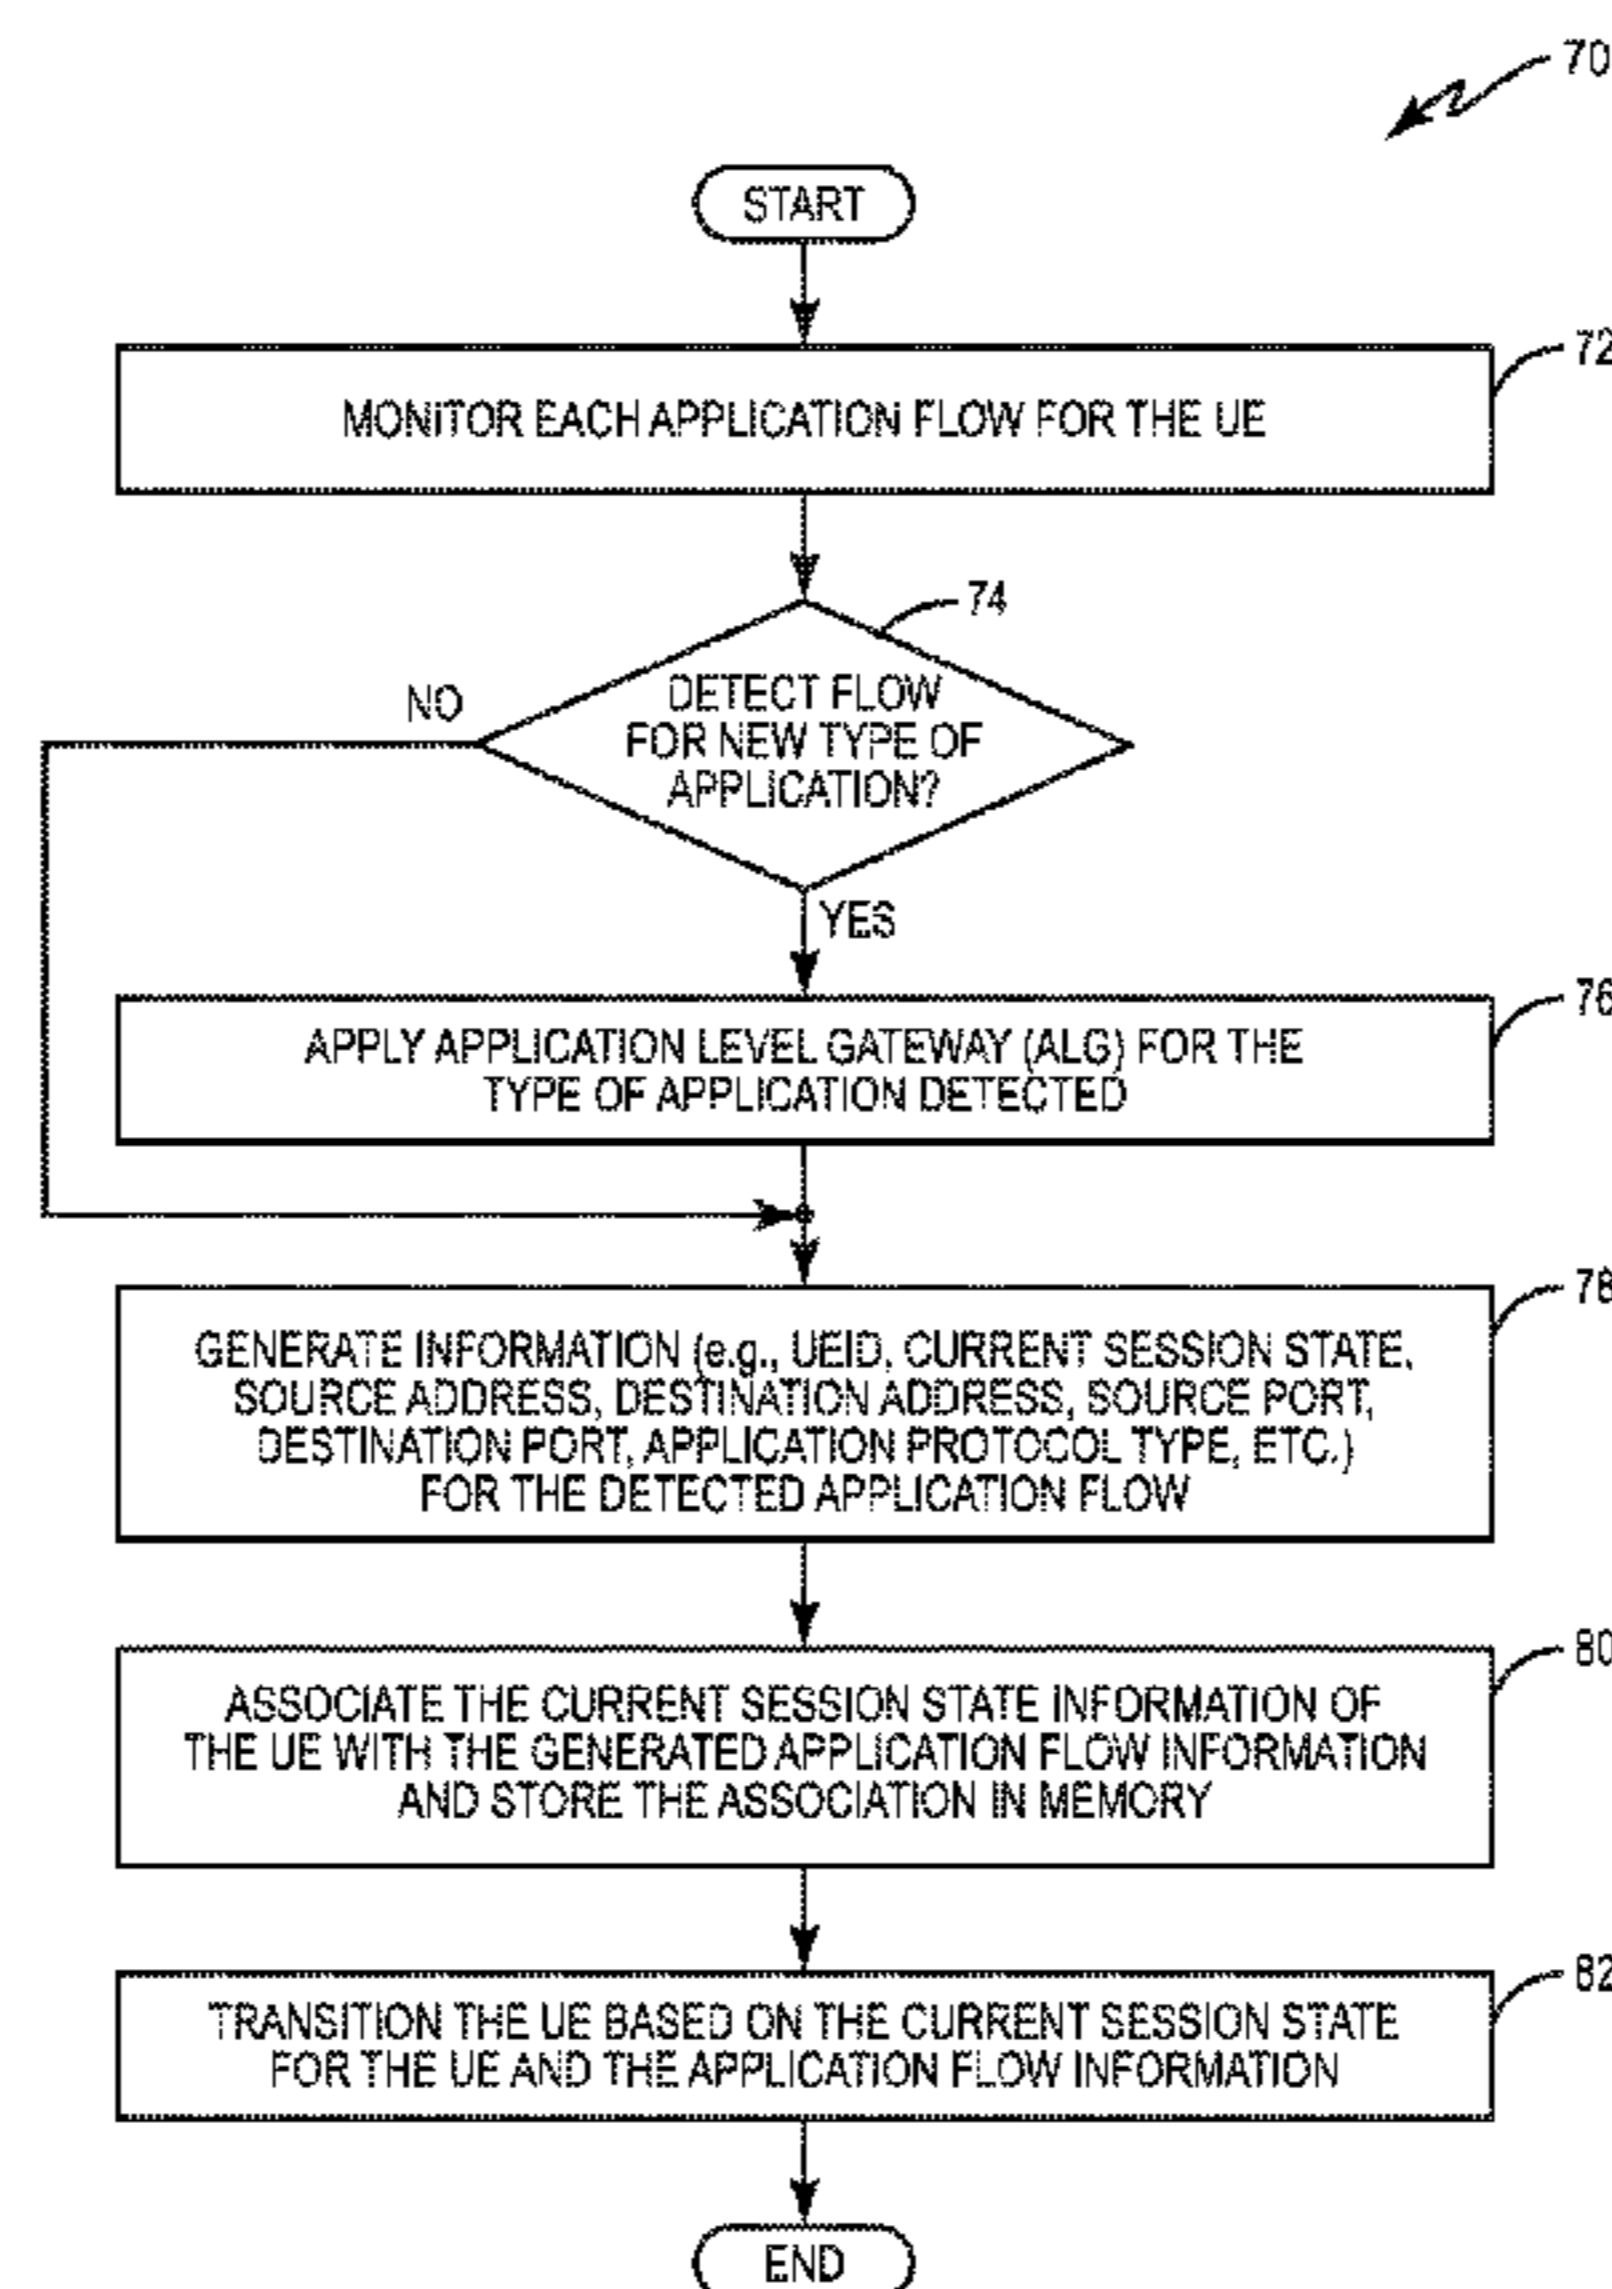 70
START
72
MONITOR EACH APPLICATION FLOW FOR THE UE
74
DETECT FLOW
FOR NEW TYPE OF
APPLICATION?
NO
YES
76
APPLY APPLICATION LEVEL GATEWAY (ALG) FOR THE
TYPE OF APPLICATION DETECTED
78
GENERATE INFORMATION (e.g., UEID, CURRENT SESSION STATE,
SOURCE ADDRESS, DESTINATION ADDRESS, SOURCE PORT,
DESTINATION PORT, APPLICATION PROTOCOL TYPE, ETC.)
FOR THE DETECTED APPLICATION FLOW
80
ASSOCIATE THE CURRENT SESSION STATE INFORMATION OF
THE UE WITH THE GENERATED APPLICATION FLOW INFORMATION
AND STORE THE ASSOCIATION IN MEMORY
82
TRANSITION THE UE BASED ON THE CURRENT SESSION STATE
FOR THE UE AND THE APPLICATION FLOW INFORMATION
END